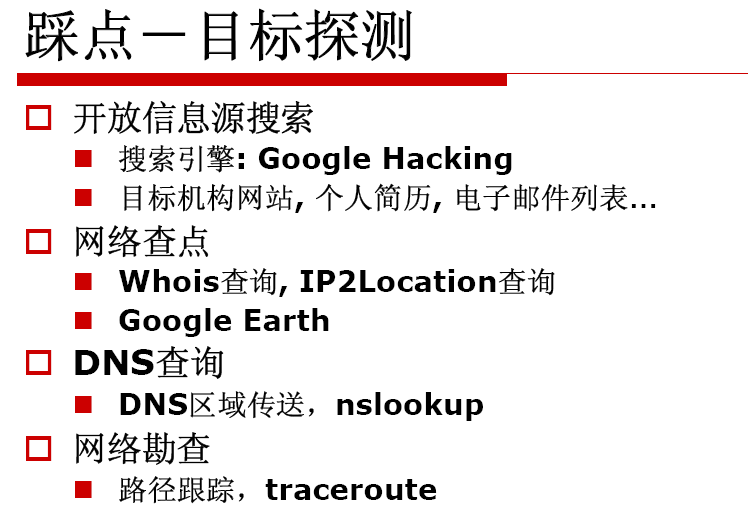 踩点－目标探测
开放信息源搜索
搜索引擎: Google Hacking
目标机构网站, 个人简历, 电子邮件列表…
网络查点
Whois查询, IP2Location查询
Google Earth
DNS查询
DNS区域传送，nslookup
网络勘查
路径跟踪，traceroute